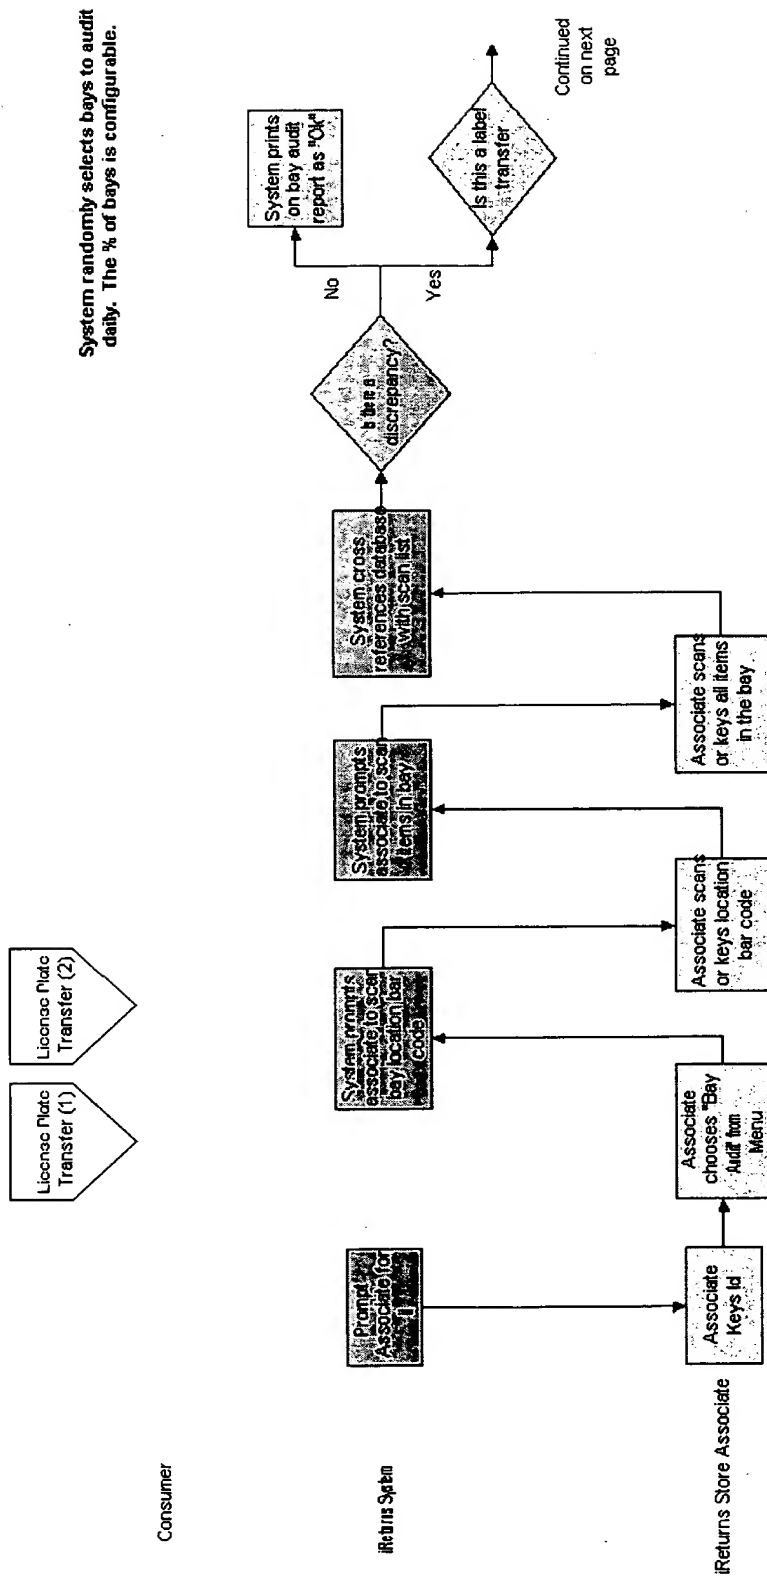 System randomly selects bays to audit
daily. The % of bays is configurable.
License Plate
Transfer (1)
License Plate
Transfer (2)
Consumer
iReturns System
Prompt
Associate for
System prompts
associate to scan
bay location bar
code
System prompts
associate to scan
items in bay
System cross
references database
with scan list
Is there a
discrepancy?
No
Yes
System prints
on bay audit
report as "Ok"
Is this a label
transfer
Continued
on next
page
iReturns Store Associate
Associate
Keys Id
Associate
chooses "Bay
Audit" from
Menu
Associate scans
or keys location
bar code
Associate scans
or keys all items
in the bay